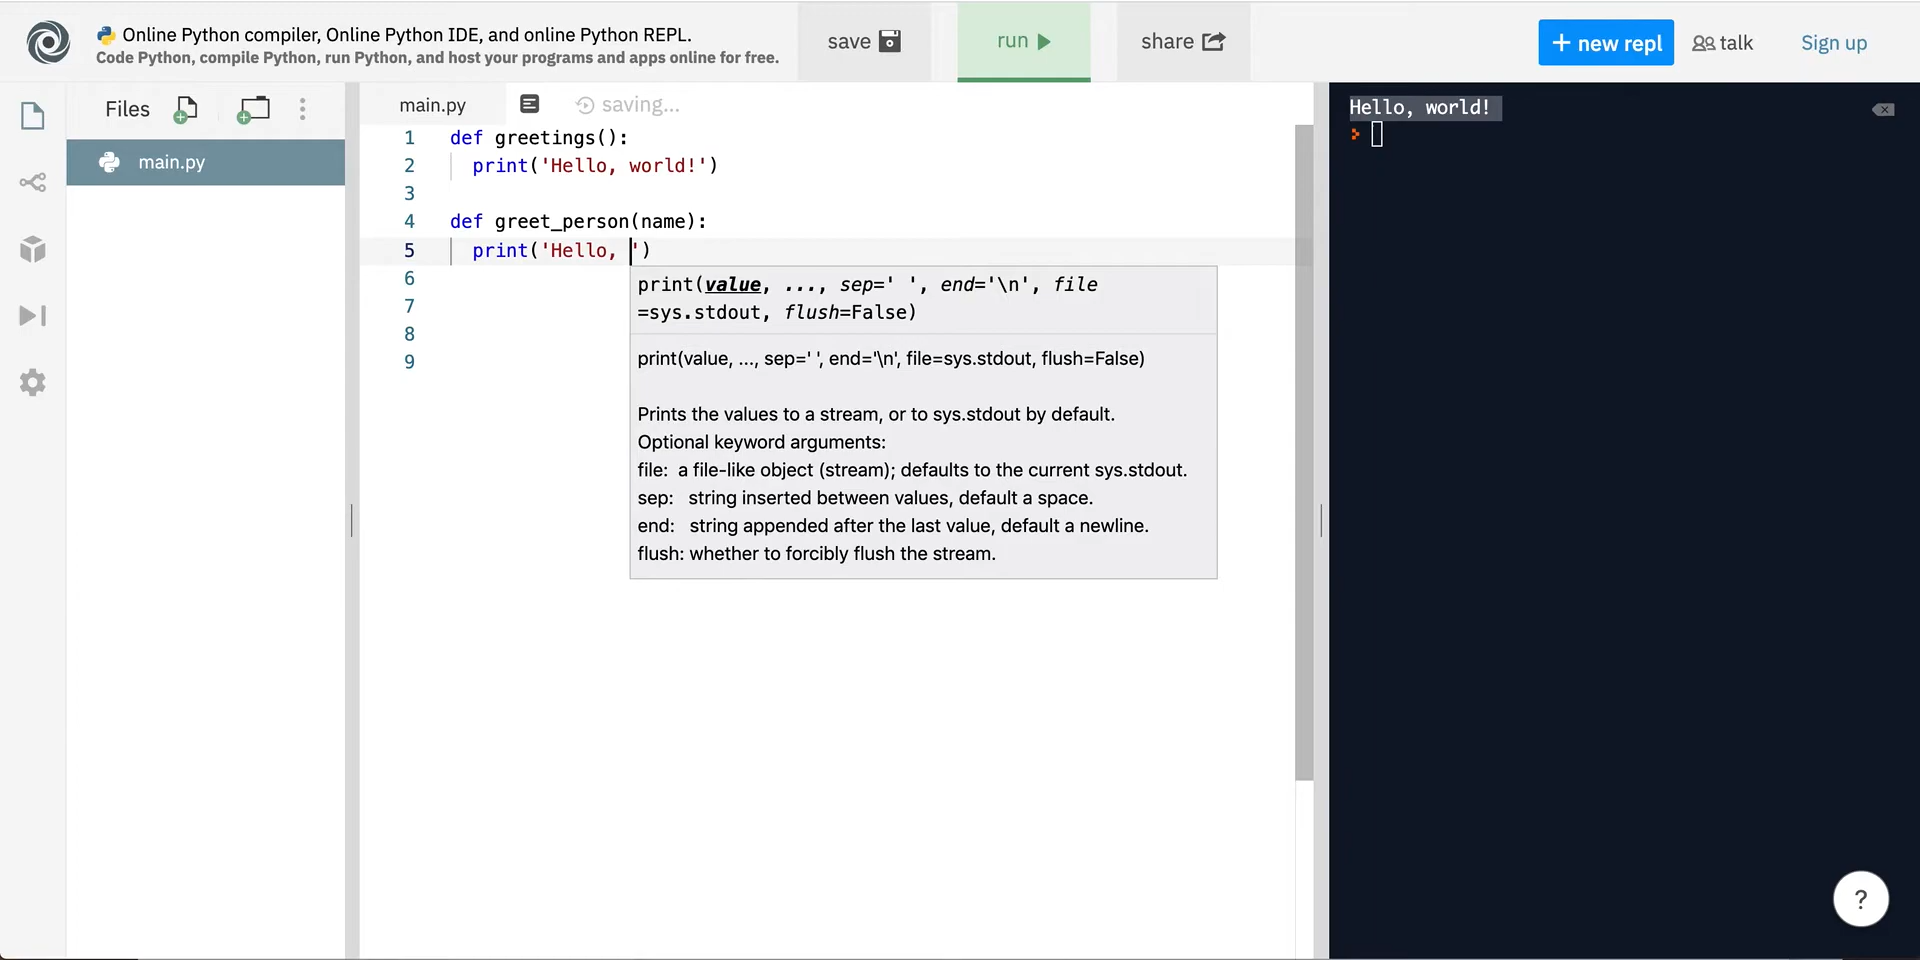 Online Python compiler, Online Python IDE, and online Python REPL.
Code Python, compile Python, run Python, and host your programs and apps online for free.
save
run
share
+ new repl
talk
Sign up
Files
main.py
main.py
saving...
1 def greetings():
2 print('Hello, world!')
3
4 def greet_person(name):
5 print('Hello, ')
6
7
8
9
print(value, ..., sep=' ', end='\n', file
=sys.stdout, flush=False)
print(value, ..., sep=' ', end='\n', file=sys.stdout, flush=False)
Prints the values to a stream, or to sys.stdout by default.
Optional keyword arguments:
file: a file-like object (stream); defaults to the current sys.stdout.
sep: string inserted between values, default a space.
end: string appended after the last value, default a newline.
flush: whether to forcibly flush the stream.
Hello, world!
?